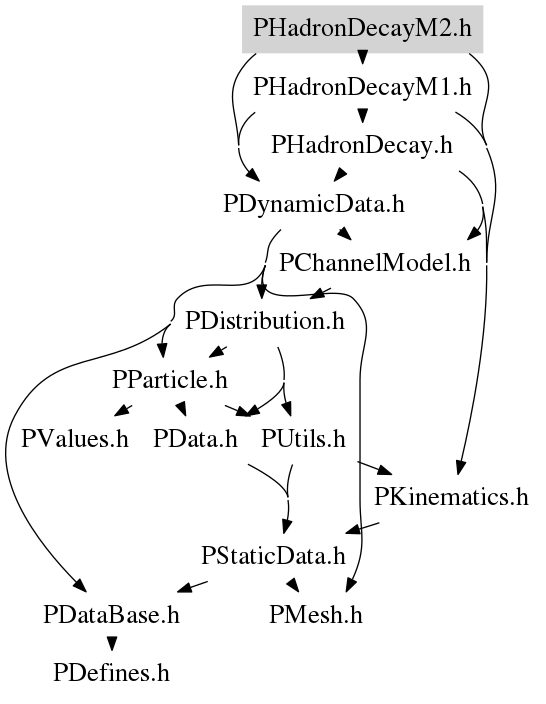 PHadronDecayM2.h
PHadronDecayM1.h
PHadronDecay.h
PDynamicData.h
PChannelModel.h
PDistribution.h
PParticle.h
PValues.h
PData.h
PUtils.h
PKinematics.h
PStaticData.h
PDataBase.h
PMesh.h
PDefines.h